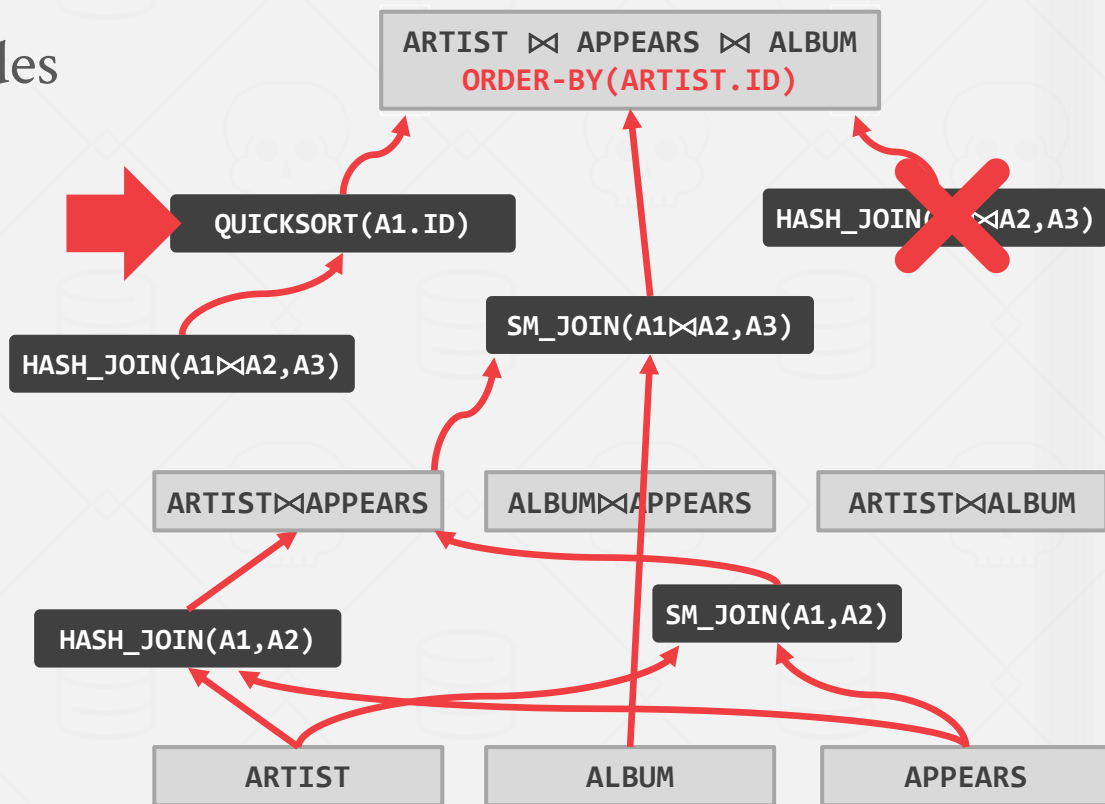 des
ARTIST ⋈ APPEARS ⋈ ALBUM
ORDER-BY(ARTIST.ID)
QUICKSORT(A1.ID)
HASH_JOIN( ⋈A2,A3)
SM_JOIN(A1⋈A2,A3)
HASH_JOIN(A1⋈A2,A3)
ARTIST⋈APPEARS
ALBUM⋈APPEARS
ARTIST⋈ALBUM
SM_JOIN(A1,A2)
HASH_JOIN(A1,A2)
ARTIST
ALBUM
APPEARS